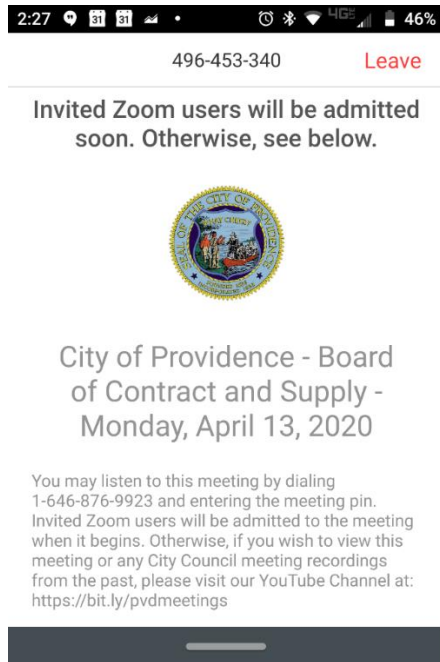 2:27 31 31 4GE 46%
496-453-340 Leave
Invited Zoom users will be admitted
soon. Otherwise, see below.
City of Providence - Board
of Contract and Supply -
Monday, April 13, 2020
You may listen to this meeting by dialing
1-646-876-9923 and entering the meeting pin.
Invited Zoom users will be admitted to the meeting
when it begins. Otherwise, if you wish to view this
meeting or any City Council meeting recordings
from the past, please visit our YouTube Channel at:
https://bit.ly/pvdmeetings